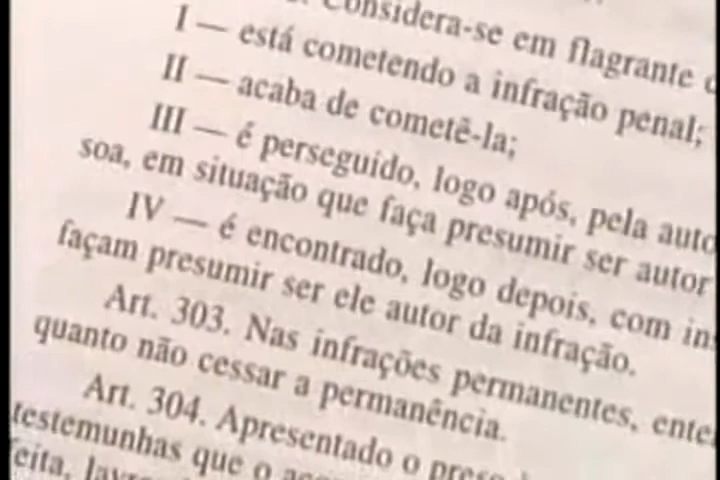 Considera-se em flagrante
I — está cometendo a infração penal;
II — acaba de cometê-la;
III — é perseguido, logo após, pela auto
soa, em situação que faça presumir ser autor
IV — é encontrado, logo depois, com ins
façam presumir ser ele autor da infração.
Art. 303. Nas infrações permanentes, ente
quanto não cessar a permanência.
Art. 304. Apresentado o preso
testemunhas que o
eita, lavr